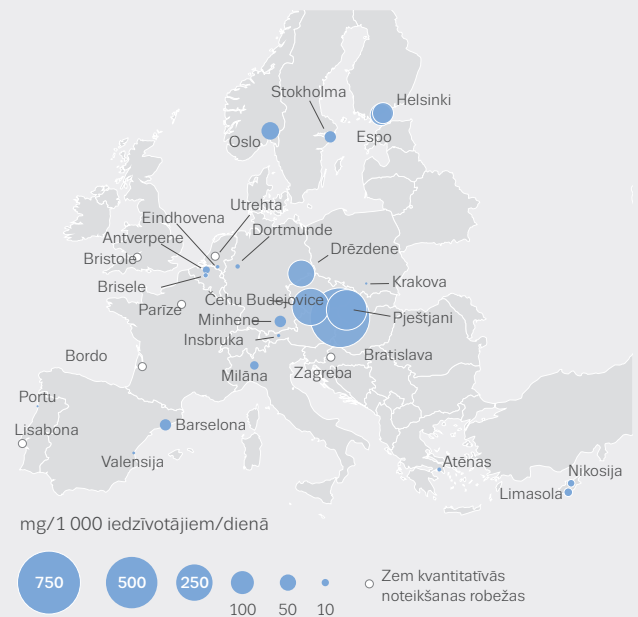 Stokholma
Helsinki
Oslo
Espo
Utrehta
Eindhovena
Dortmunde
Antverpene
Drēzdene
Bristole
Brisele
Krakova
Čehu Budejovice
Parīze
Minhene
Pještjani
Insbruka
Bratislava
Bordo
Milāna
Zagreba
Portu
Barselona
Lisabona
Valensija
Atēnas
Nikosija
Limasola
mg/1 000 iedzīvotājiem/dienā
750
500
250
100
50
10
Zem kvantitatīvās
noteikšanas robežas